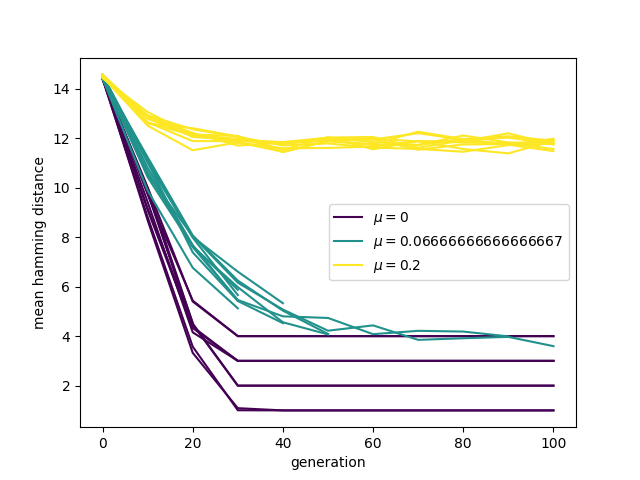 14
12
10
8
6
4
2
mean hamming distance
μ = 0
μ = 0.06666666666666667
μ = 0.2
0 20 40 60 80 100
generation